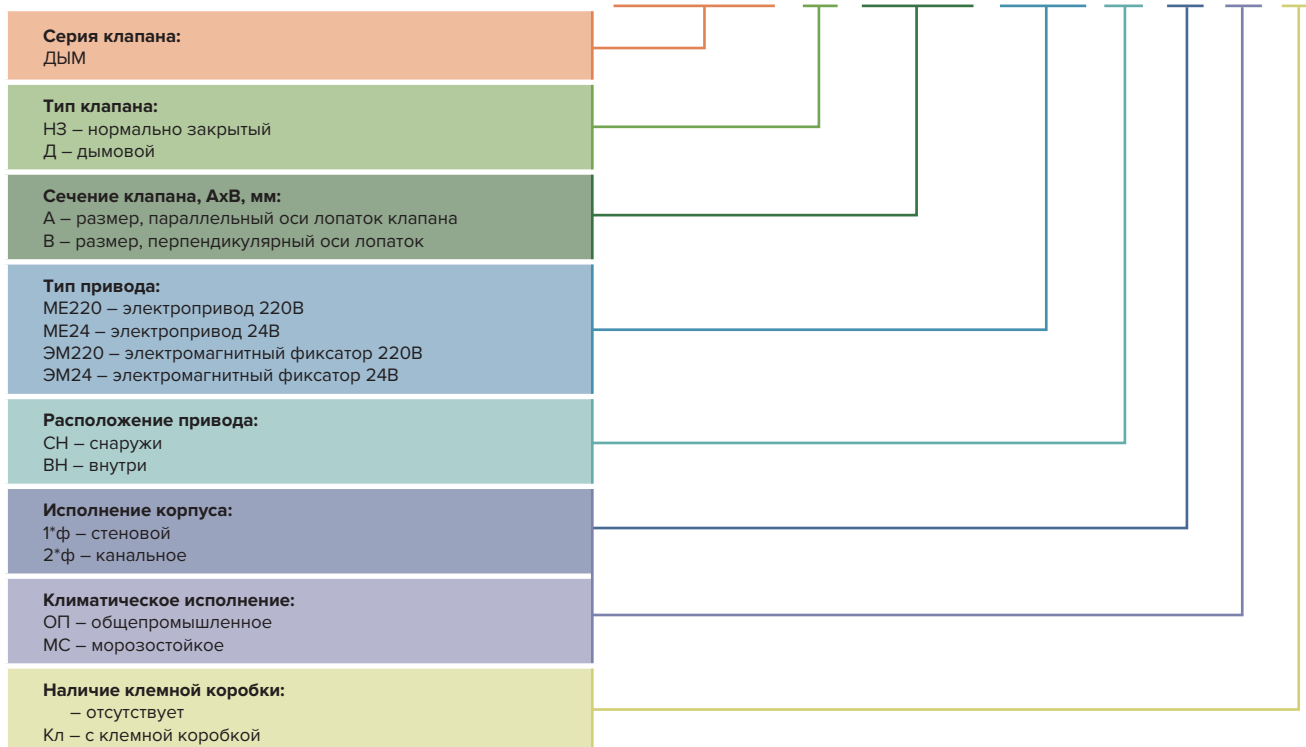 Серия клапана:
ДЫМ
Тип клапана:
НЗ – нормально закрытый
Д – дымовой
Сечение клапана, АхВ, мм:
А – размер, параллельный оси лопаток клапана
В – размер, перпендикулярный оси лопаток
Тип привода:
МЕ220 – электропривод 220В
МЕ24 – электропривод 24В
ЭМ220 – электромагнитный фиксатор 220В
ЭМ24 – электромагнитный фиксатор 24В
Расположение привода:
СН – снаружи
ВН – внутри
Исполнение корпуса:
1*ф – стеновой
2*ф – канальное
Климатическое исполнение:
ОП – общепромышленное
МС – морозостойкое
Наличие клемной коробки:
– отсутствует
Кл – с клемной коробкой